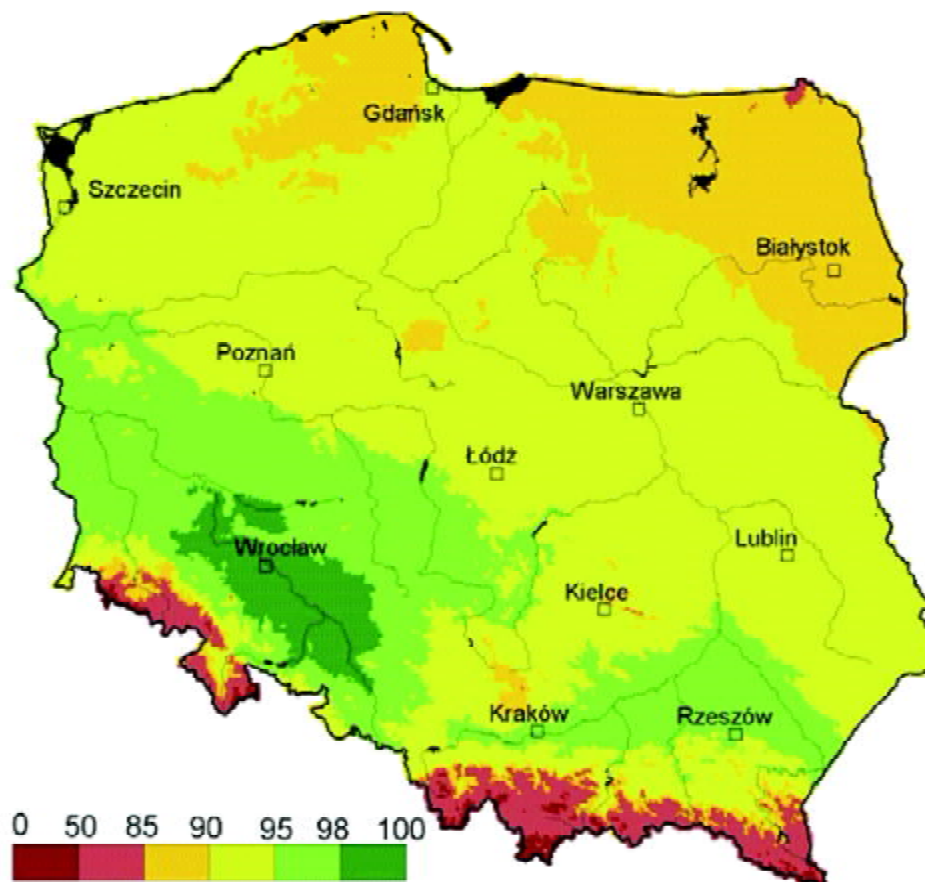 Gdańsk
Szczecin
Białystok
Poznań
Warszawa
Łódź
Wrocław
Lublin
Kielce
Kraków
Rzeszów
0 50 85 90 95 98 100